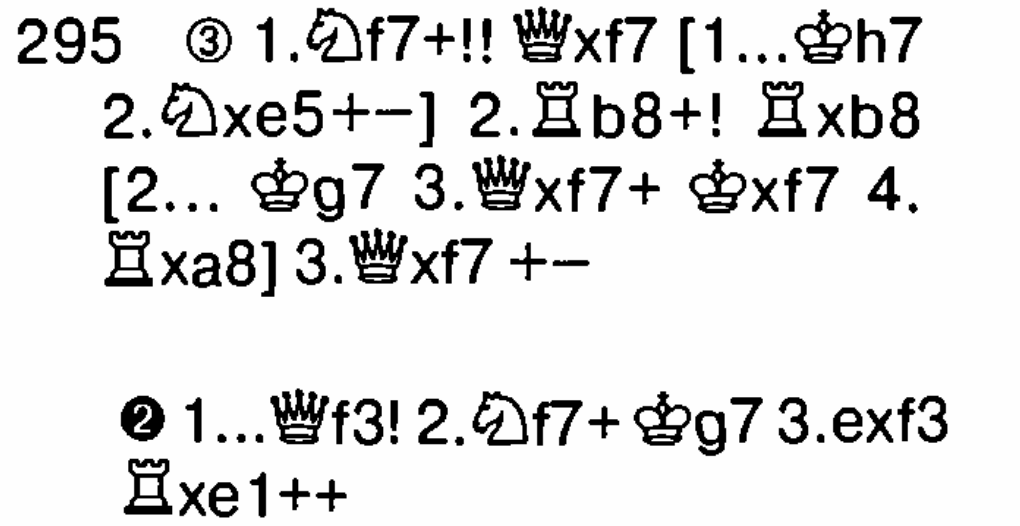 295 ③ 1.♘f7+!! ♕xf7 [1...♔h7
2.♘xe5+−] 2.♖b8+! ♖xb8
[2... ♔g7 3.♕xf7+ ♔xf7 4.
♖xa8] 3.♕xf7 +−
❷ 1...♕f3! 2.♘f7+ ♔g7 3.exf3
♖xe1++